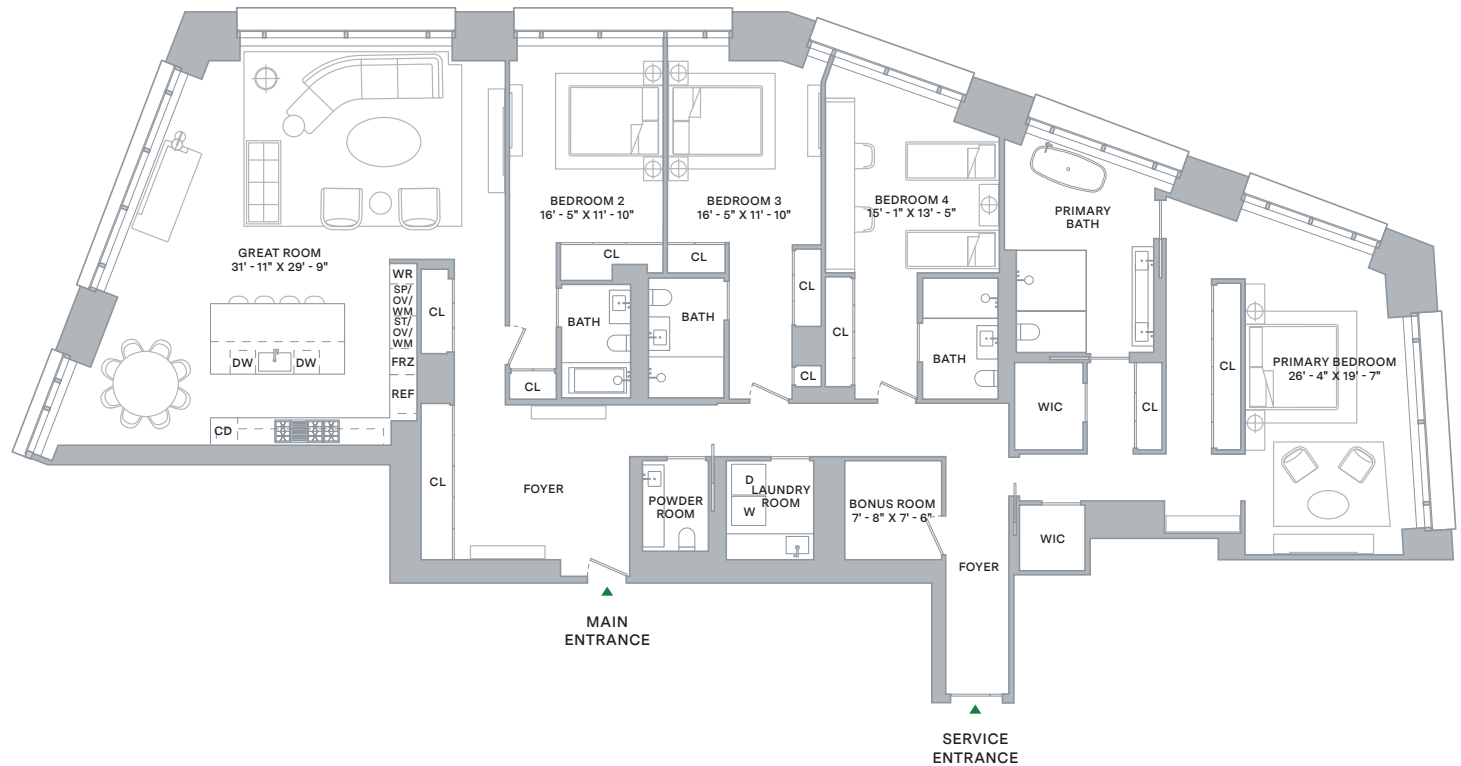 BEDROOM 2
16' - 5" X 11' - 10"
BEDROOM 3
16' - 5" X 11' - 10"
BEDROOM 4
15' - 1" X 13' - 5"
PRIMARY
BATH
GREAT ROOM
31' - 11" X 29' - 9"
CL
CL
WR
SP/
OV/
WM
ST/
OV/
WM
FRZ
REF
CL
CL
CL
BATH
BATH
BATH
DW
DW
CD
CL
CL
CL
PRIMARY BEDROOM
26' - 4" X 19' - 7"
WIC
CL
CL
FOYER
POWDER
ROOM
D
W
LAUNDRY
ROOM
BONUS ROOM
7' - 8" X 7' - 6"
WIC
FOYER
MAIN
ENTRANCE
SERVICE
ENTRANCE